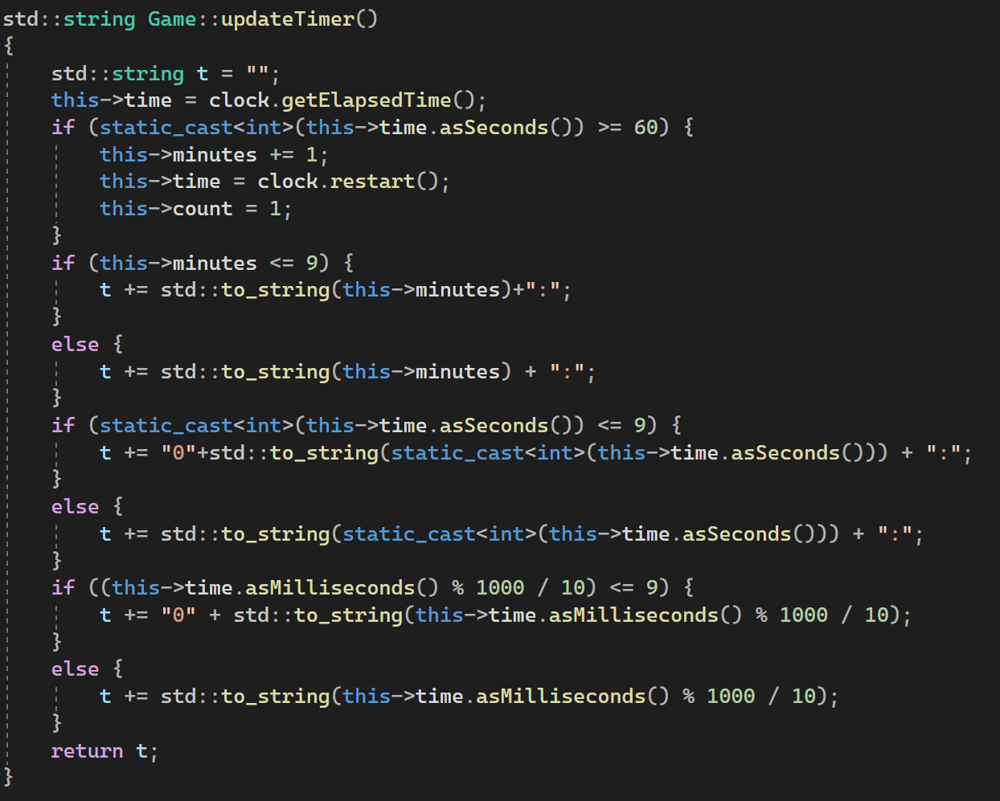 std::string Game::updateTimer()
{
    std::string t = "";
    this->time = clock.getElapsedTime();
    if (static_cast<int>(this->time.asSeconds()) >= 60) {
        this->minutes += 1;
        this->time = clock.restart();
        this->count = 1;
    }
    if (this->minutes <= 9) {
        t += std::to_string(this->minutes)+":";
    }
    else {
        t += std::to_string(this->minutes) + ":";
    }
    if (static_cast<int>(this->time.asSeconds()) <= 9) {
        t += "0"+std::to_string(static_cast<int>(this->time.asSeconds())) + ":";
    }
    else {
        t += std::to_string(static_cast<int>(this->time.asSeconds())) + ":";
    }
    if ((this->time.asMilliseconds() % 1000 / 10) <= 9) {
        t += "0" + std::to_string(this->time.asMilliseconds() % 1000 / 10);
    }
    else {
        t += std::to_string(this->time.asMilliseconds() % 1000 / 10);
    }
    return t;
}